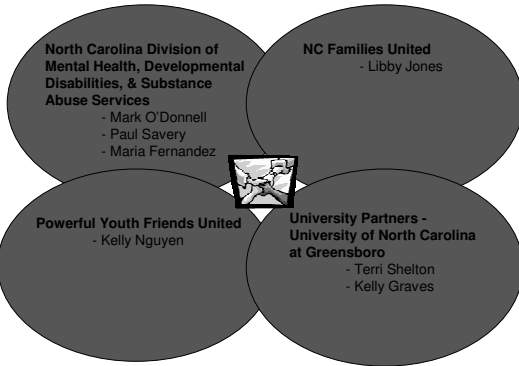 North Carolina Division of
Mental Health, Developmental
Disabilities, & Substance
Abuse Services
- Mark O'Donnell
- Paul Savery
- Maria Fernandez
NC Families United
- Libby Jones
Powerful Youth Friends United
- Kelly Nguyen
University Partners -
University of North Carolina
at Greensboro
- Terri Shelton
- Kelly Graves